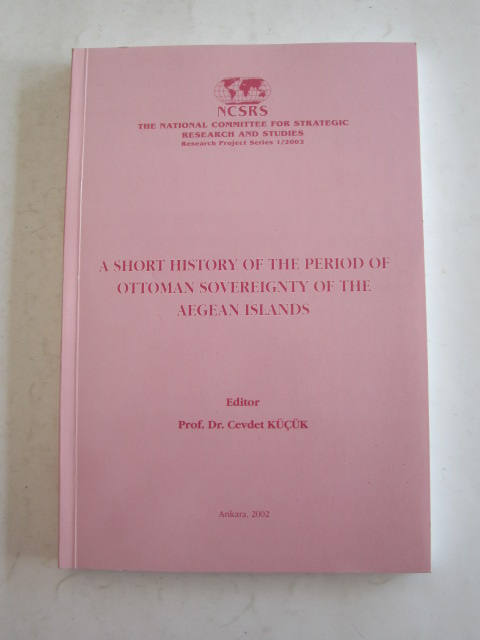 NCSRS
THE NATIONAL COMMITTEE FOR STRATEGIC
RESEARCH AND STUDIES
Research Project Series 1/2002
A SHORT HISTORY OF THE PERIOD OF
OTTOMAN SOVEREIGNTY OF THE
AEGEAN ISLANDS
Editor
Prof. Dr. Cevdet KÜÇÜK
Ankara, 2002